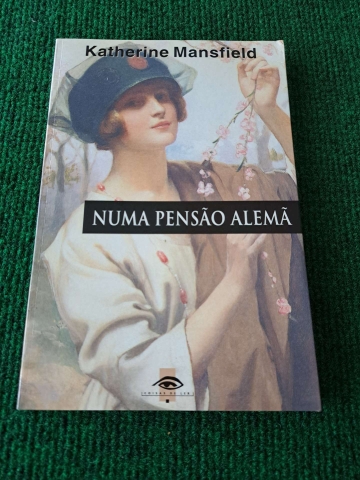 Katherine Mansfield
NUMA PENSÃO ALEMÃ